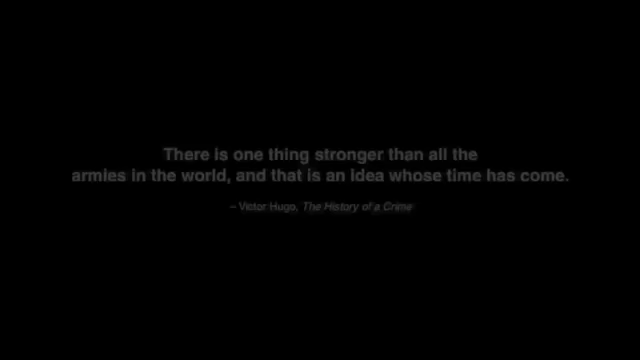 There is one thing stronger than all the
armies in the world, and that is an idea whose time has come.
– Victor Hugo, The History of a Crime